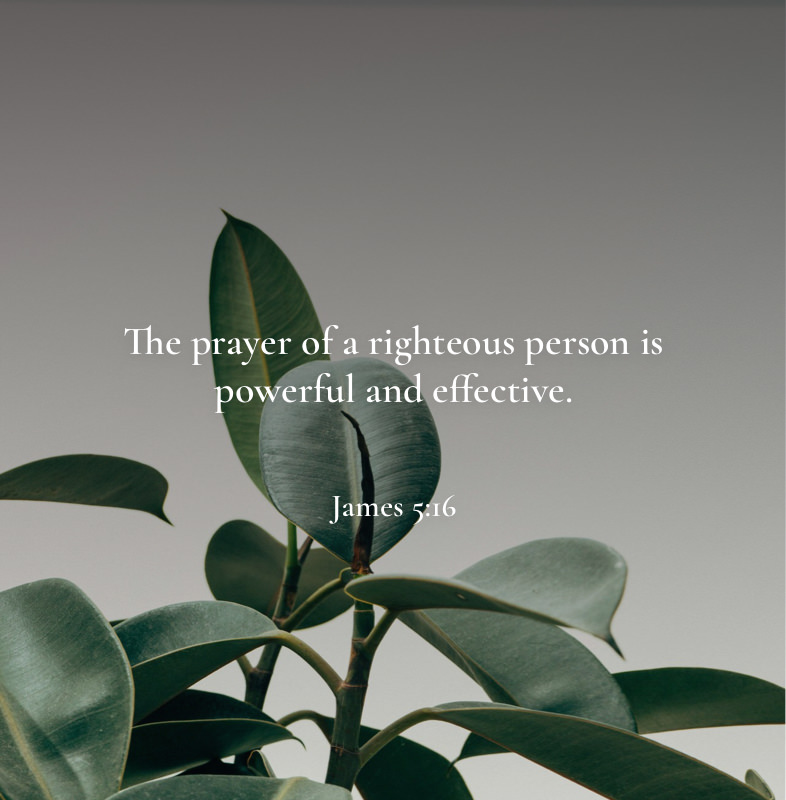 The prayer of a righteous person is
powerful and effective.
James 5:16